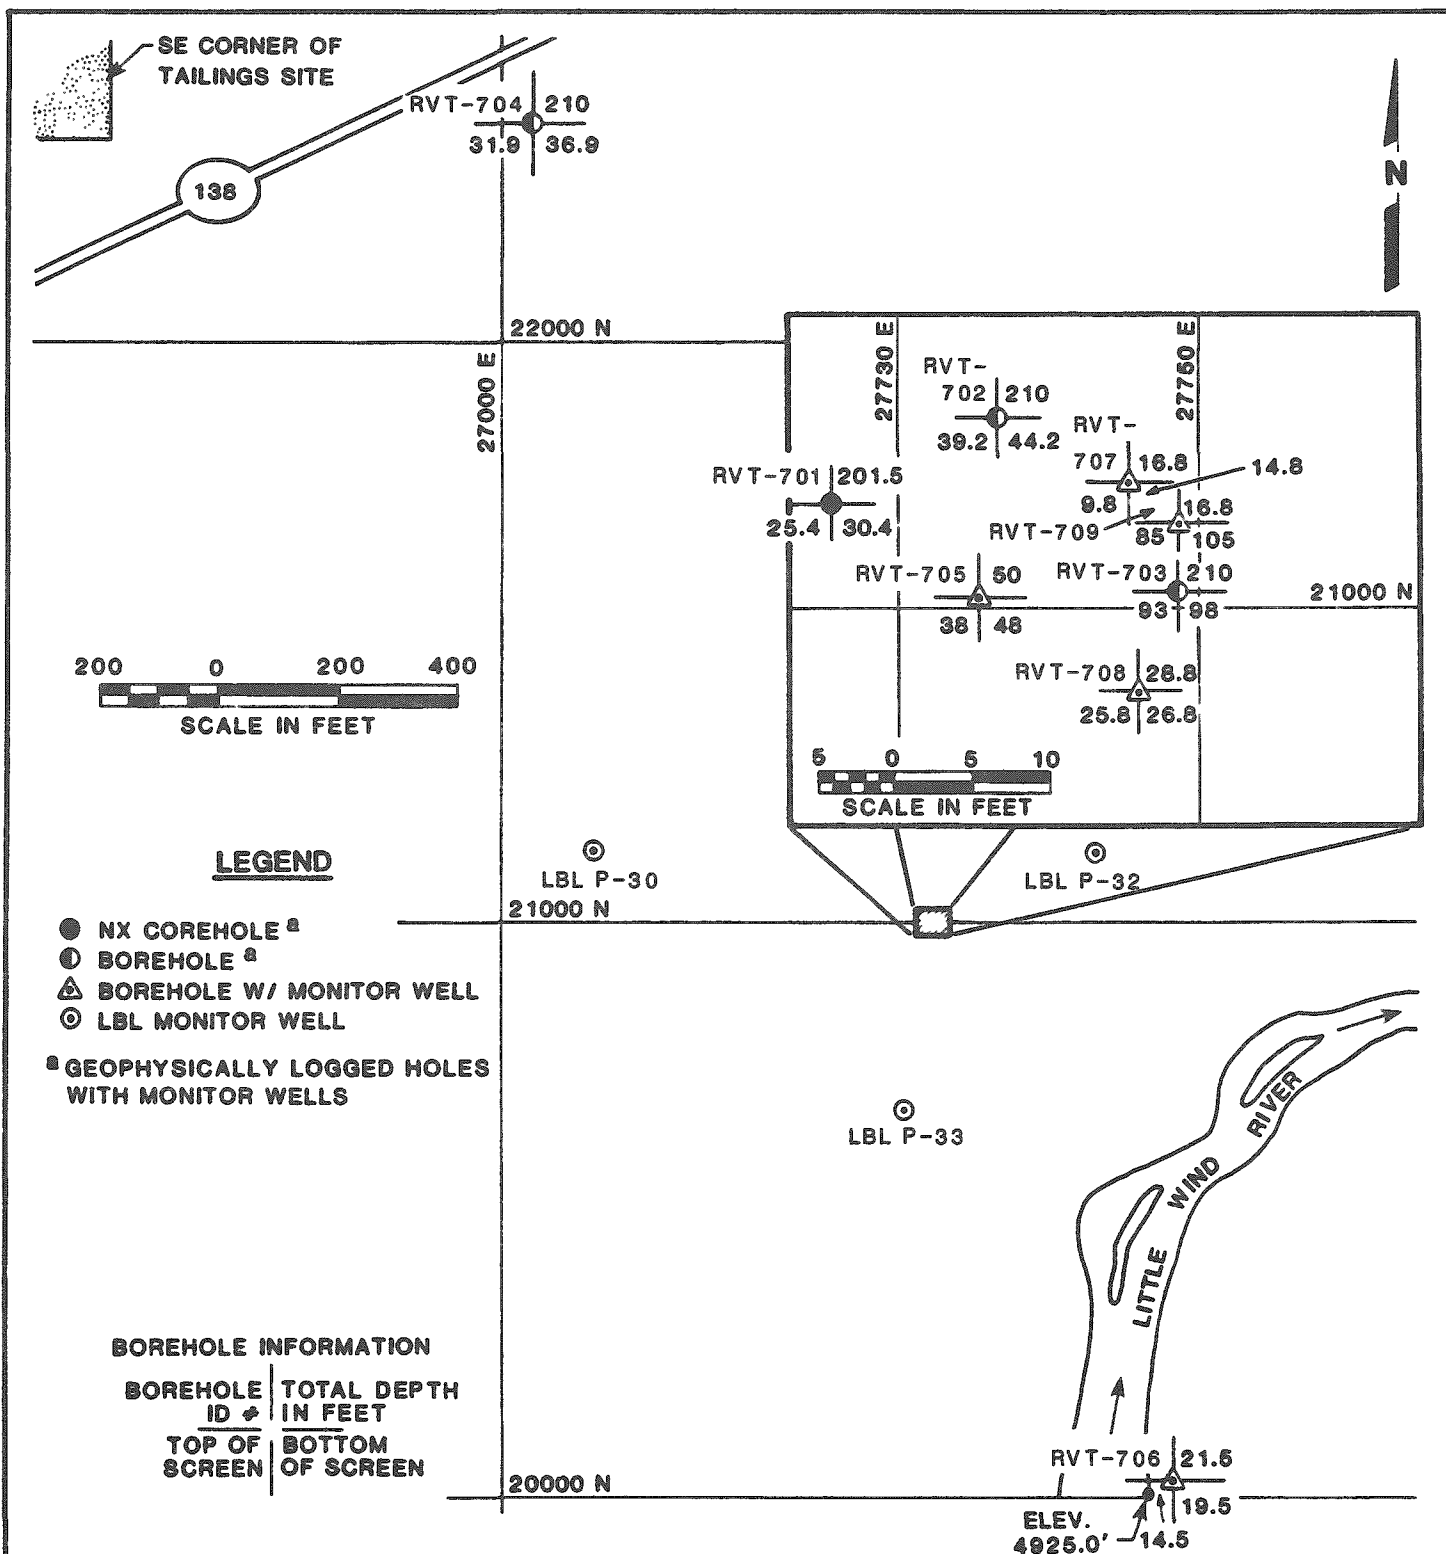 SE CORNER OF
TAILINGS SITE
RVT-704 210
31.9 36.9
138
N
22000 N
27000 E
27730 E
27750 E
RVT-
702 210
39.2 44.2
RVT-
707 16.8
9.8
14.8
RVT-701 201.5
25.4 30.4
RVT-709
16.8
85 105
RVT-705 50
38 48
RVT-703 210
93 98
21000 N
RVT-708 28.8
25.8 26.8
5 0 5 10
SCALE IN FEET
200 0 200 400
SCALE IN FEET
LBL P-30
LBL P-32
21000 N
LEGEND
NX COREHOLE a
BOREHOLE a
BOREHOLE W/ MONITOR WELL
LBL MONITOR WELL
a GEOPHYSICALLY LOGGED HOLES
WITH MONITOR WELLS
LBL P-33
LITTLE WIND RIVER
BOREHOLE INFORMATION
BOREHOLE TOTAL DEPTH
ID # IN FEET
TOP OF BOTTOM
SCREEN OF SCREEN
20000 N
RVT-706 21.5
19.5
ELEV.
4925.0'
14.5